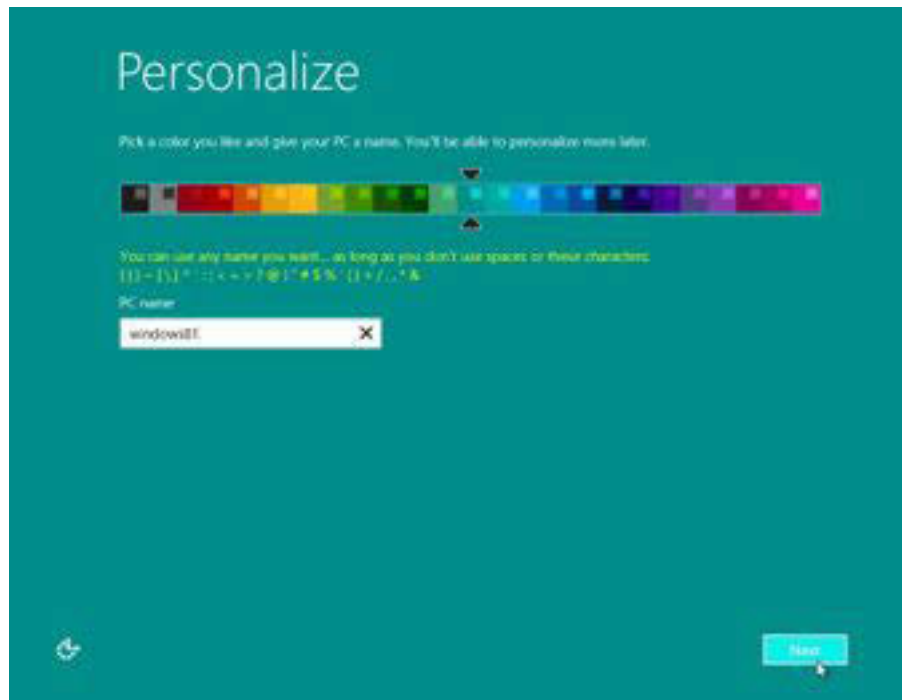 Personalize
Pick a color you like and give your PC a name. You'll be able to personalize more later.
You can use any name you want... as long as you don't use spaces or these characters:
PC name
windows81
Next